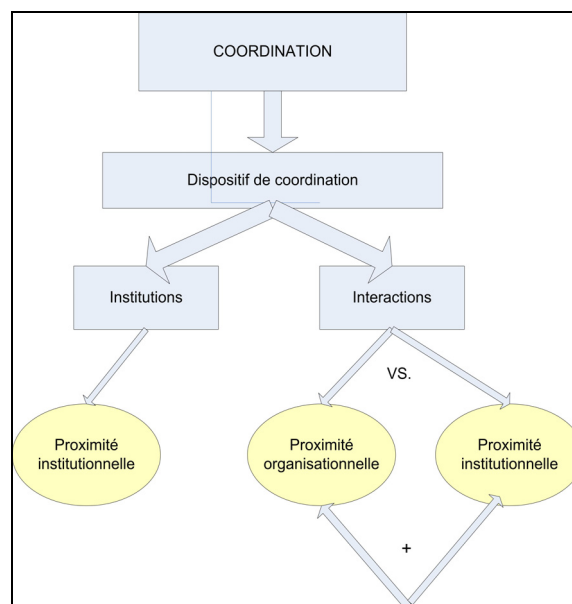 COORDINATION
Dispositif de coordination
Institutions
Interactions
VS.
Proximité
institutionnelle
Proximité
organisationnelle
Proximité
institutionnelle
+